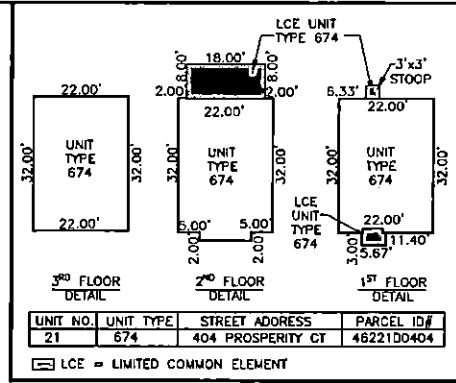 LCE UNIT
TYPE 674
18.00'
8.00'
8.00'
2.00'
2.00'
3'x3'
STOOP
6.33'
22.00'
22.00'
22.00'
32.00'
UNIT
TYPE
674
32.00'
32.00'
UNIT
TYPE
674
32.00'
32.00'
UNIT
TYPE
674
32.00'
LCE
UNIT
TYPE
674
22.00'
5.00'
5.00'
2.00'
2.00'
22.00'
3.00'
5.67'
11.40'
3RD FLOOR
DETAIL
2ND FLOOR
DETAIL
1ST FLOOR
DETAIL
UNIT NO. UNIT TYPE STREET ADDRESS PARCEL ID#
21 674 404 PROSPERITY CT 46221D0404
LCE = LIMITED COMMON ELEMENT